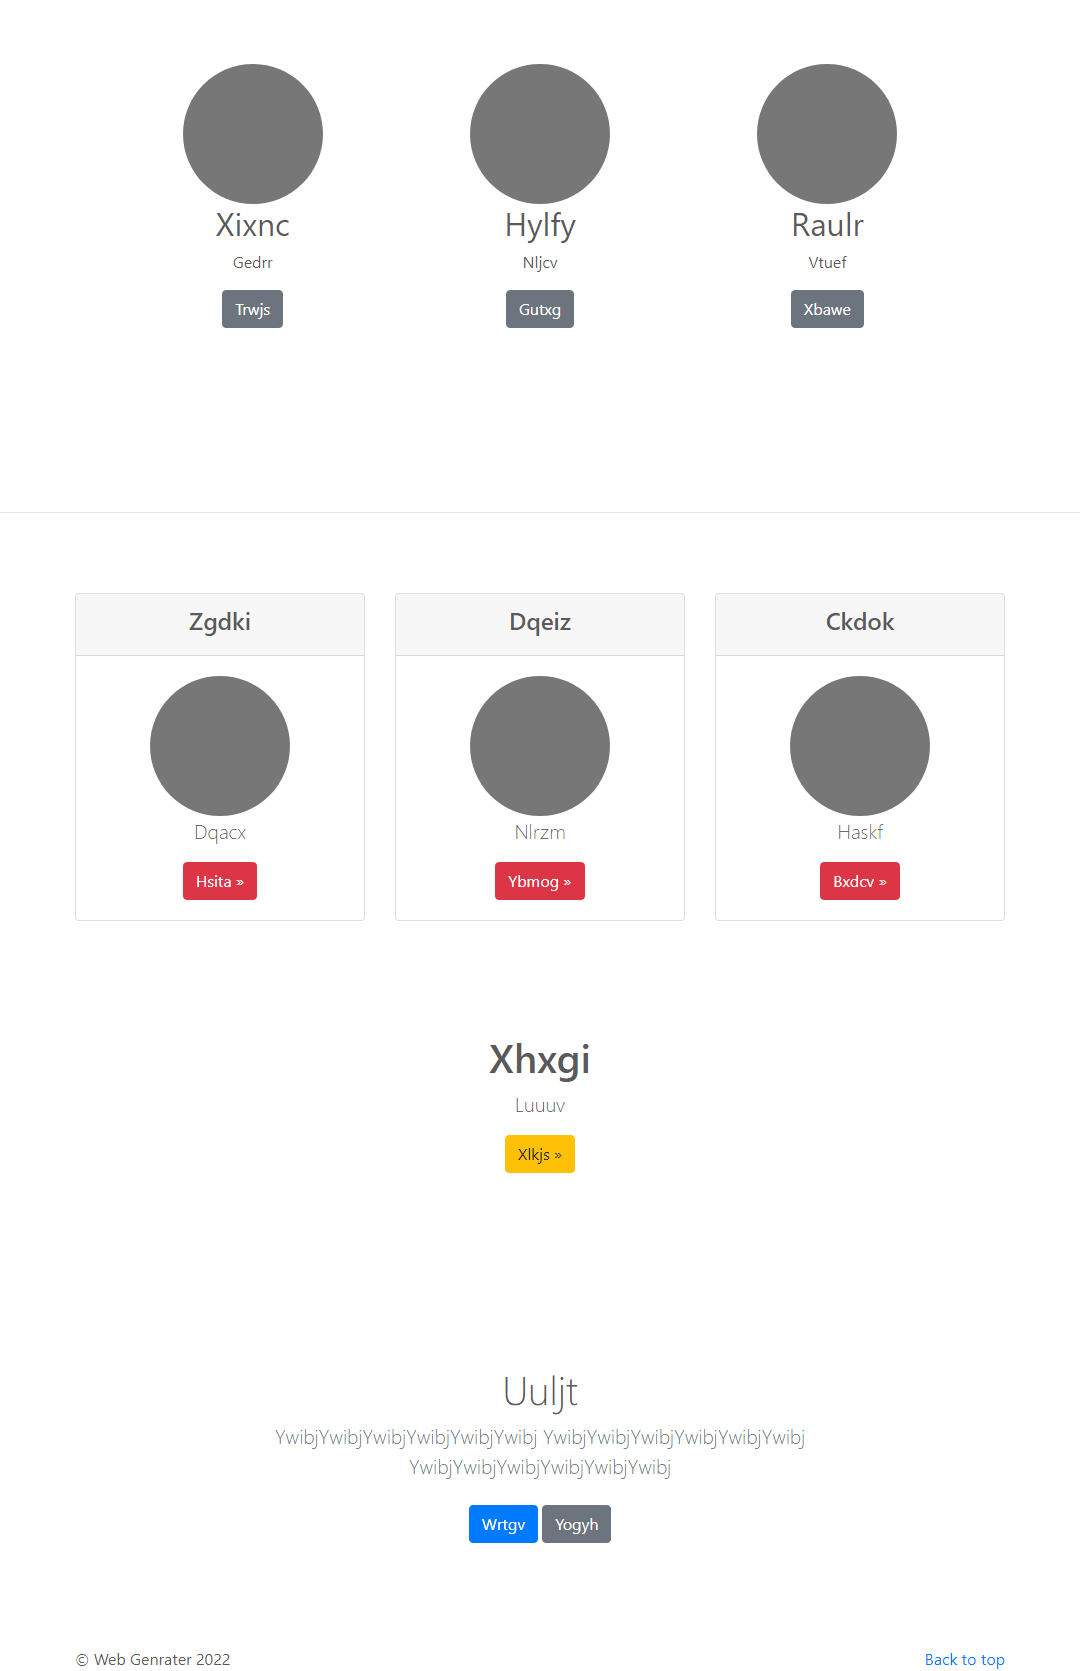 Xixnc
Hylfy
Raulr
Gedrr
Nljcv
Vtuef
Trwjs
Gutxg
Xbawe
Zgdki
Dqeiz
Ckdok
Dqacx
Nlrzm
Haskf
Hsita »
Ybmog »
Bxdcv »
Xhxgi
Luuuv
Xlkjs »
Uuljt
YwibjYwibjYwibjYwibjYwibjYwibj YwibjYwibjYwibjYwibjYwibjYwibj
YwibjYwibjYwibjYwibjYwibjYwibj
Wrtgv Yogyh
© Web Genrater 2022
Back to top